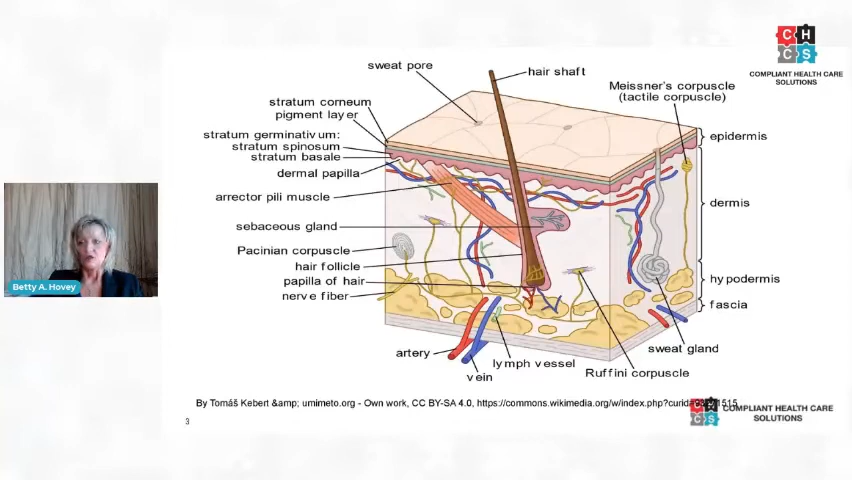 C H
C S
COMPLIANT HEALTH CARE
SOLUTIONS
sweat pore
hair shaft
Meissner's corpuscle
(tactile corpuscle)
stratum corneum
pigment layer
stratum germinativum:
stratum spinosum
stratum basale
dermal papilla
arrector pili muscle
sebaceous gland
Pacinian corpuscle
hair follicle
papilla of hair
nerve fiber
epidermis
dermis
hypodermis
fascia
artery
vein
lymph vessel
sweat gland
Ruffini corpuscle
Betty A. Hovey
By Tomáš Kebert &amp; umimeto.org - Own work, CC BY-SA 4.0, https://commons.wikimedia.org/w/index.php?
3
COMPLIANT HEALTH CARE
SOLUTIONS